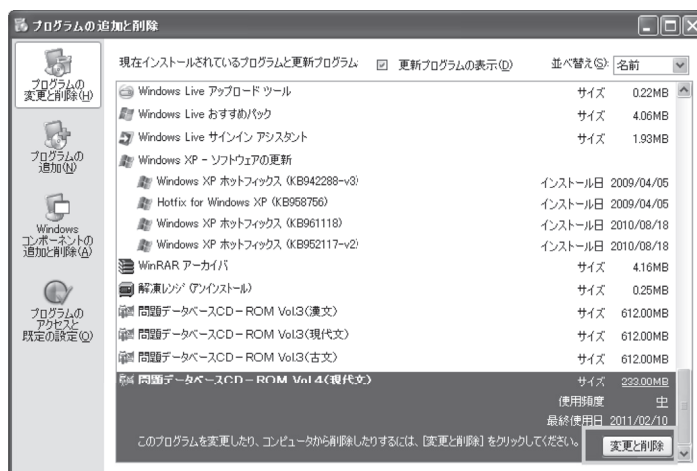 プログラムの追加と削除
現在インストールされているプログラムと更新プログラム: 更新プログラムの表示(D) 並べ替え(S): 名前
プログラムの
変更と削除(H)
プログラムの
追加(N)
Windows
コンポーネントの
追加と削除(A)
プログラムの
アクセスと
既定の設定(O)
Windows Live アップロード ツール サイズ 0.22MB
Windows Live おすすめパック サイズ 4.06MB
Windows Live サインイン アシスタント サイズ 1.93MB
Windows XP - ソフトウェアの更新
Windows XP ホットフィックス (KB942288-v3) インストール日 2009/04/05
Hotfix for Windows XP (KB958756) インストール日 2009/04/05
Windows XP ホットフィックス (KB961118) インストール日 2010/08/18
Windows XP ホットフィックス (KB952117-v2) インストール日 2010/08/18
WinRAR アーカイバ サイズ 4.16MB
解凍レンジ (アンインストール) サイズ 0.25MB
問題データベースCD-ROM Vol.3(漢文) サイズ 612.00MB
問題データベースCD-ROM Vol.3(現代文) サイズ 612.00MB
問題データベースCD-ROM Vol.3(古文) サイズ 612.00MB
問題データベースCD-ROM Vol.4(現代文) サイズ 233.00MB
使用頻度 中
最終使用日 2011/02/10
このプログラムを変更したり、コンピュータから削除したりするには、[変更と削除] をクリックしてください。 変更と削除